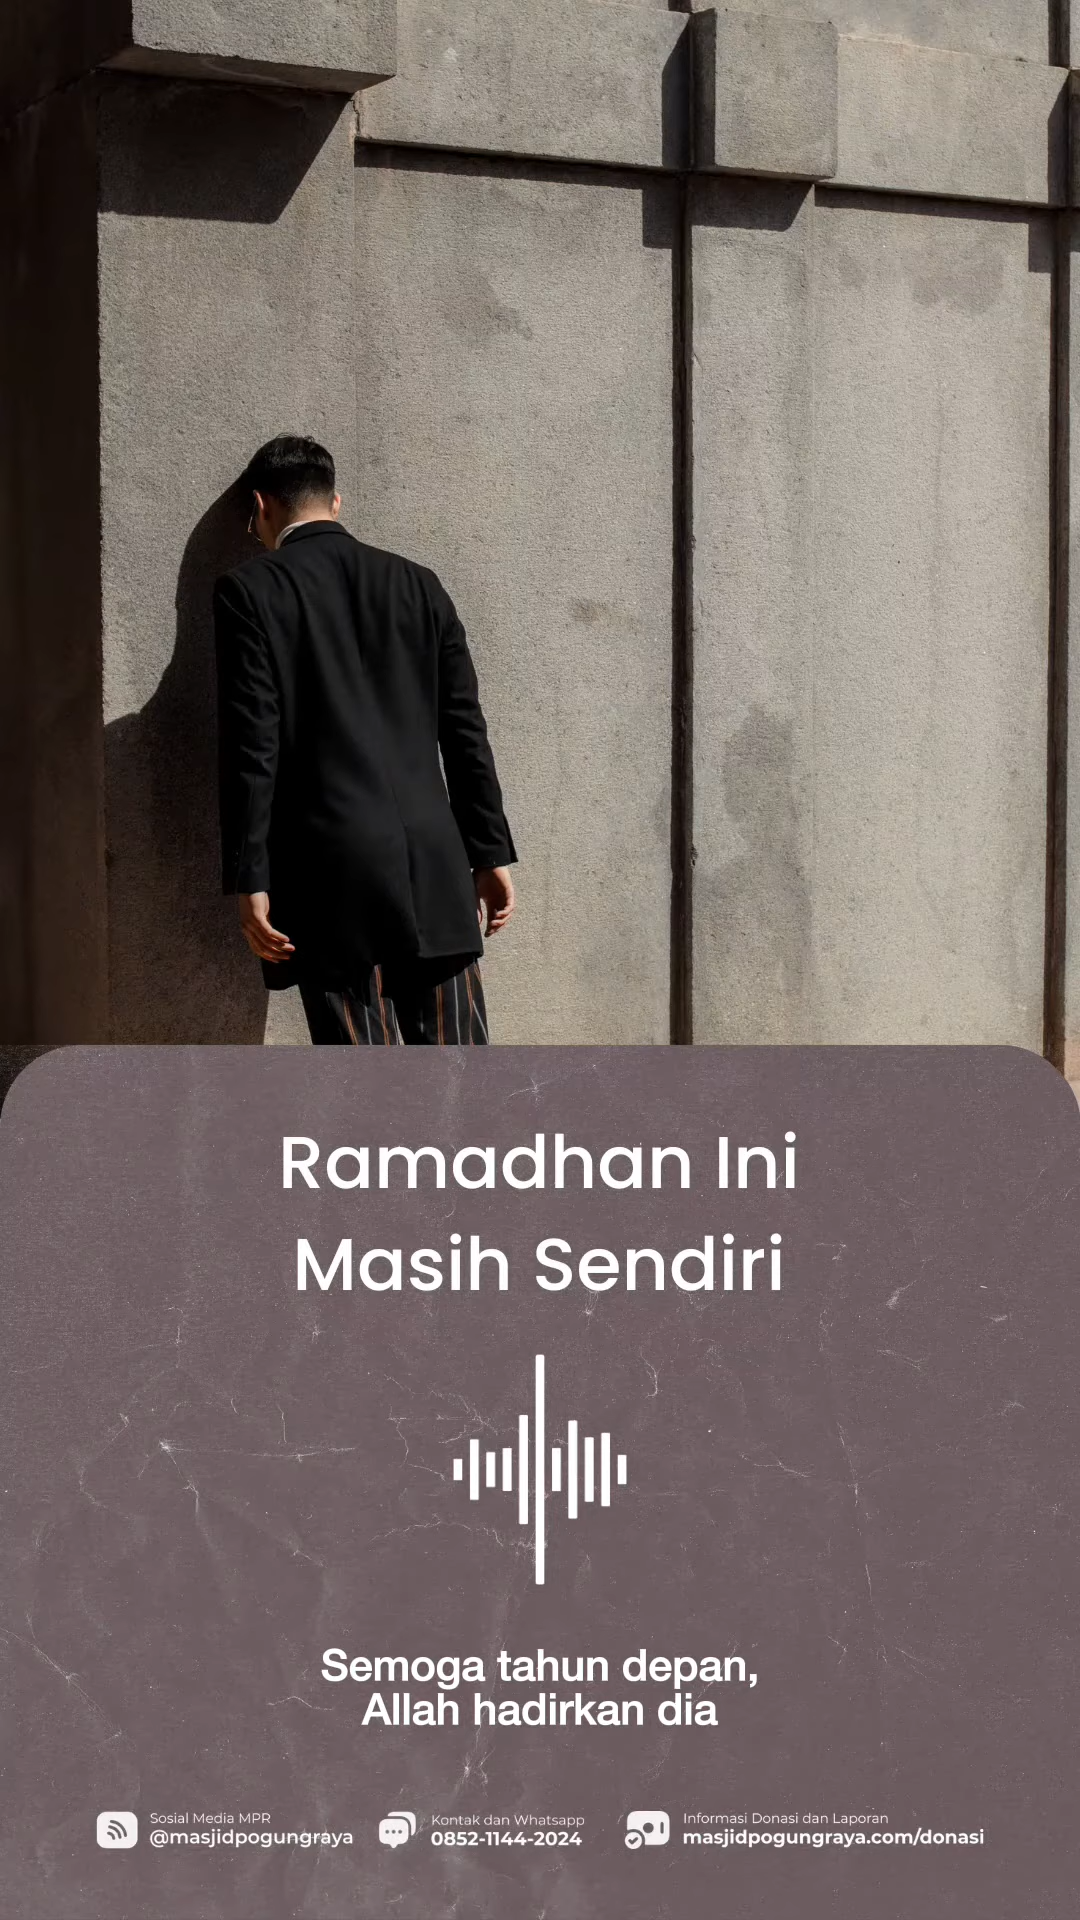 Ramadhan Ini
Masih Sendiri
Semoga tahun depan,
Allah hadirkan dia
Sosial Media MPR
@masjidpogungraya
Kontak dan Whatsapp
0852-1144-2024
Informasi Donasi dan Laporan
masjidpogungraya.com/donasi